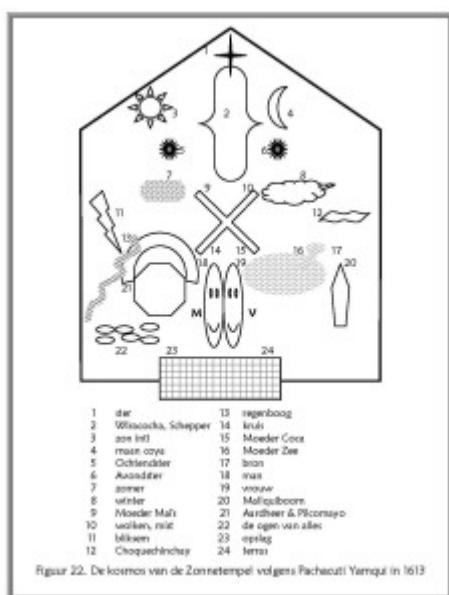 1
2
3
4
5
6
7
8
9 10
11
12
13
14 15
16 17
18 19
20
21
M V
22
23 24
1 ster
2 Wiracocha, Schepper
3 zon inti
4 maan coya
5 Ochtendster
6 Avondster
7 zomer
8 winter
9 Moeder Maïs
10 wolken, mist
11 bliksem
12 Choquechinchay
13 regenboog
14 kruis
15 Moeder Coca
16 Moeder Zee
17 bron
18 man
19 vrouw
20 Mallquiboom
21 Aardheer & Pilcomayo
22 de ogen van alles
23 opslag
24 terras
Figuur 22. De kosmos van de Zonnetempel volgens Pachacuti Yamqui in 1613